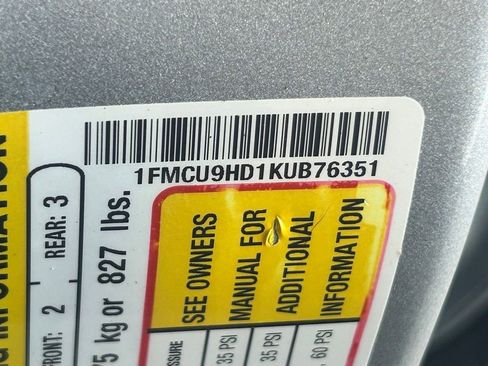 1FMCU9HD1KUB76351
SEE OWNERS
MANUAL FOR
ADDITIONAL
INFORMATION
35 PSI
35 PSI
60 PSI
REAR: 3
2
kg or 827 lbs.